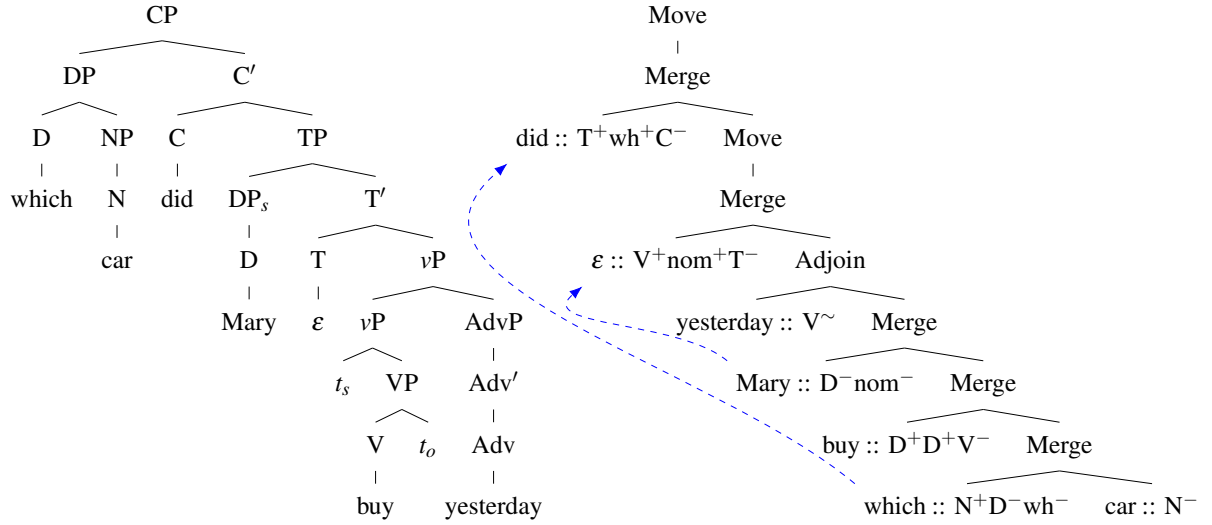 CP Move
DP C′ Merge
D NP C TP did :: T⁺wh⁺C⁻ Move
which N did DPₛ T′ Merge
car D T vP ε :: V⁺nom⁺T⁻ Adjoin
Mary ε vP AdvP yesterday :: V~ Merge
tₛ VP Adv′ Mary :: D⁻nom⁻ Merge
V tₒ Adv buy :: D⁺D⁺V⁻ Merge
buy yesterday which :: N⁺D⁻wh⁻ car :: N⁻